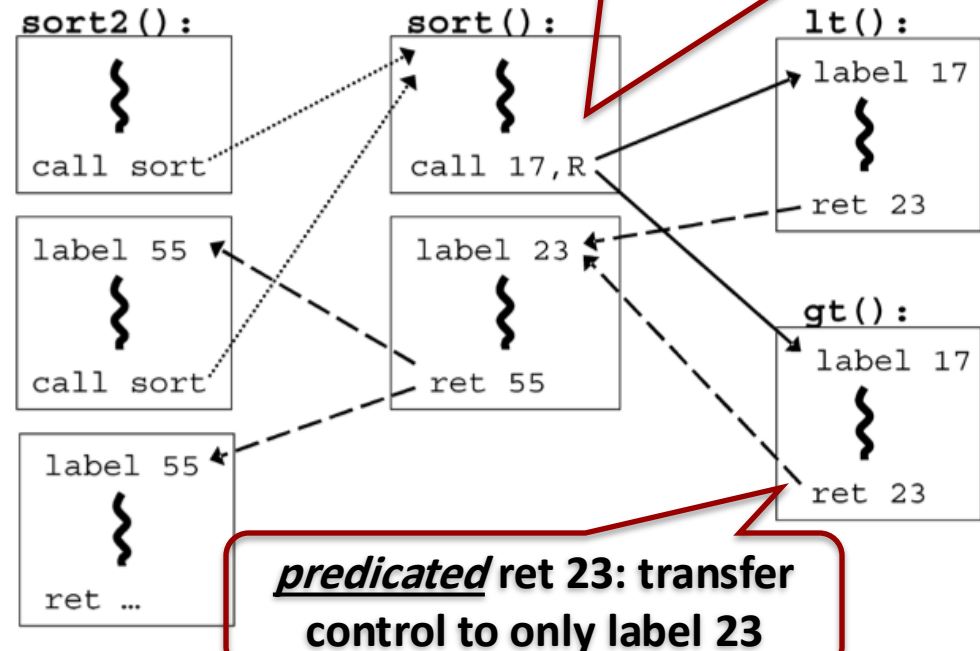 sort2():
call sort
label 55
call sort
label 55
ret …
sort():
call 17,R
label 23
ret 55
lt():
label 17
ret 23
gt():
label 17
ret 23
predicated ret 23: transfer
control to only label 23